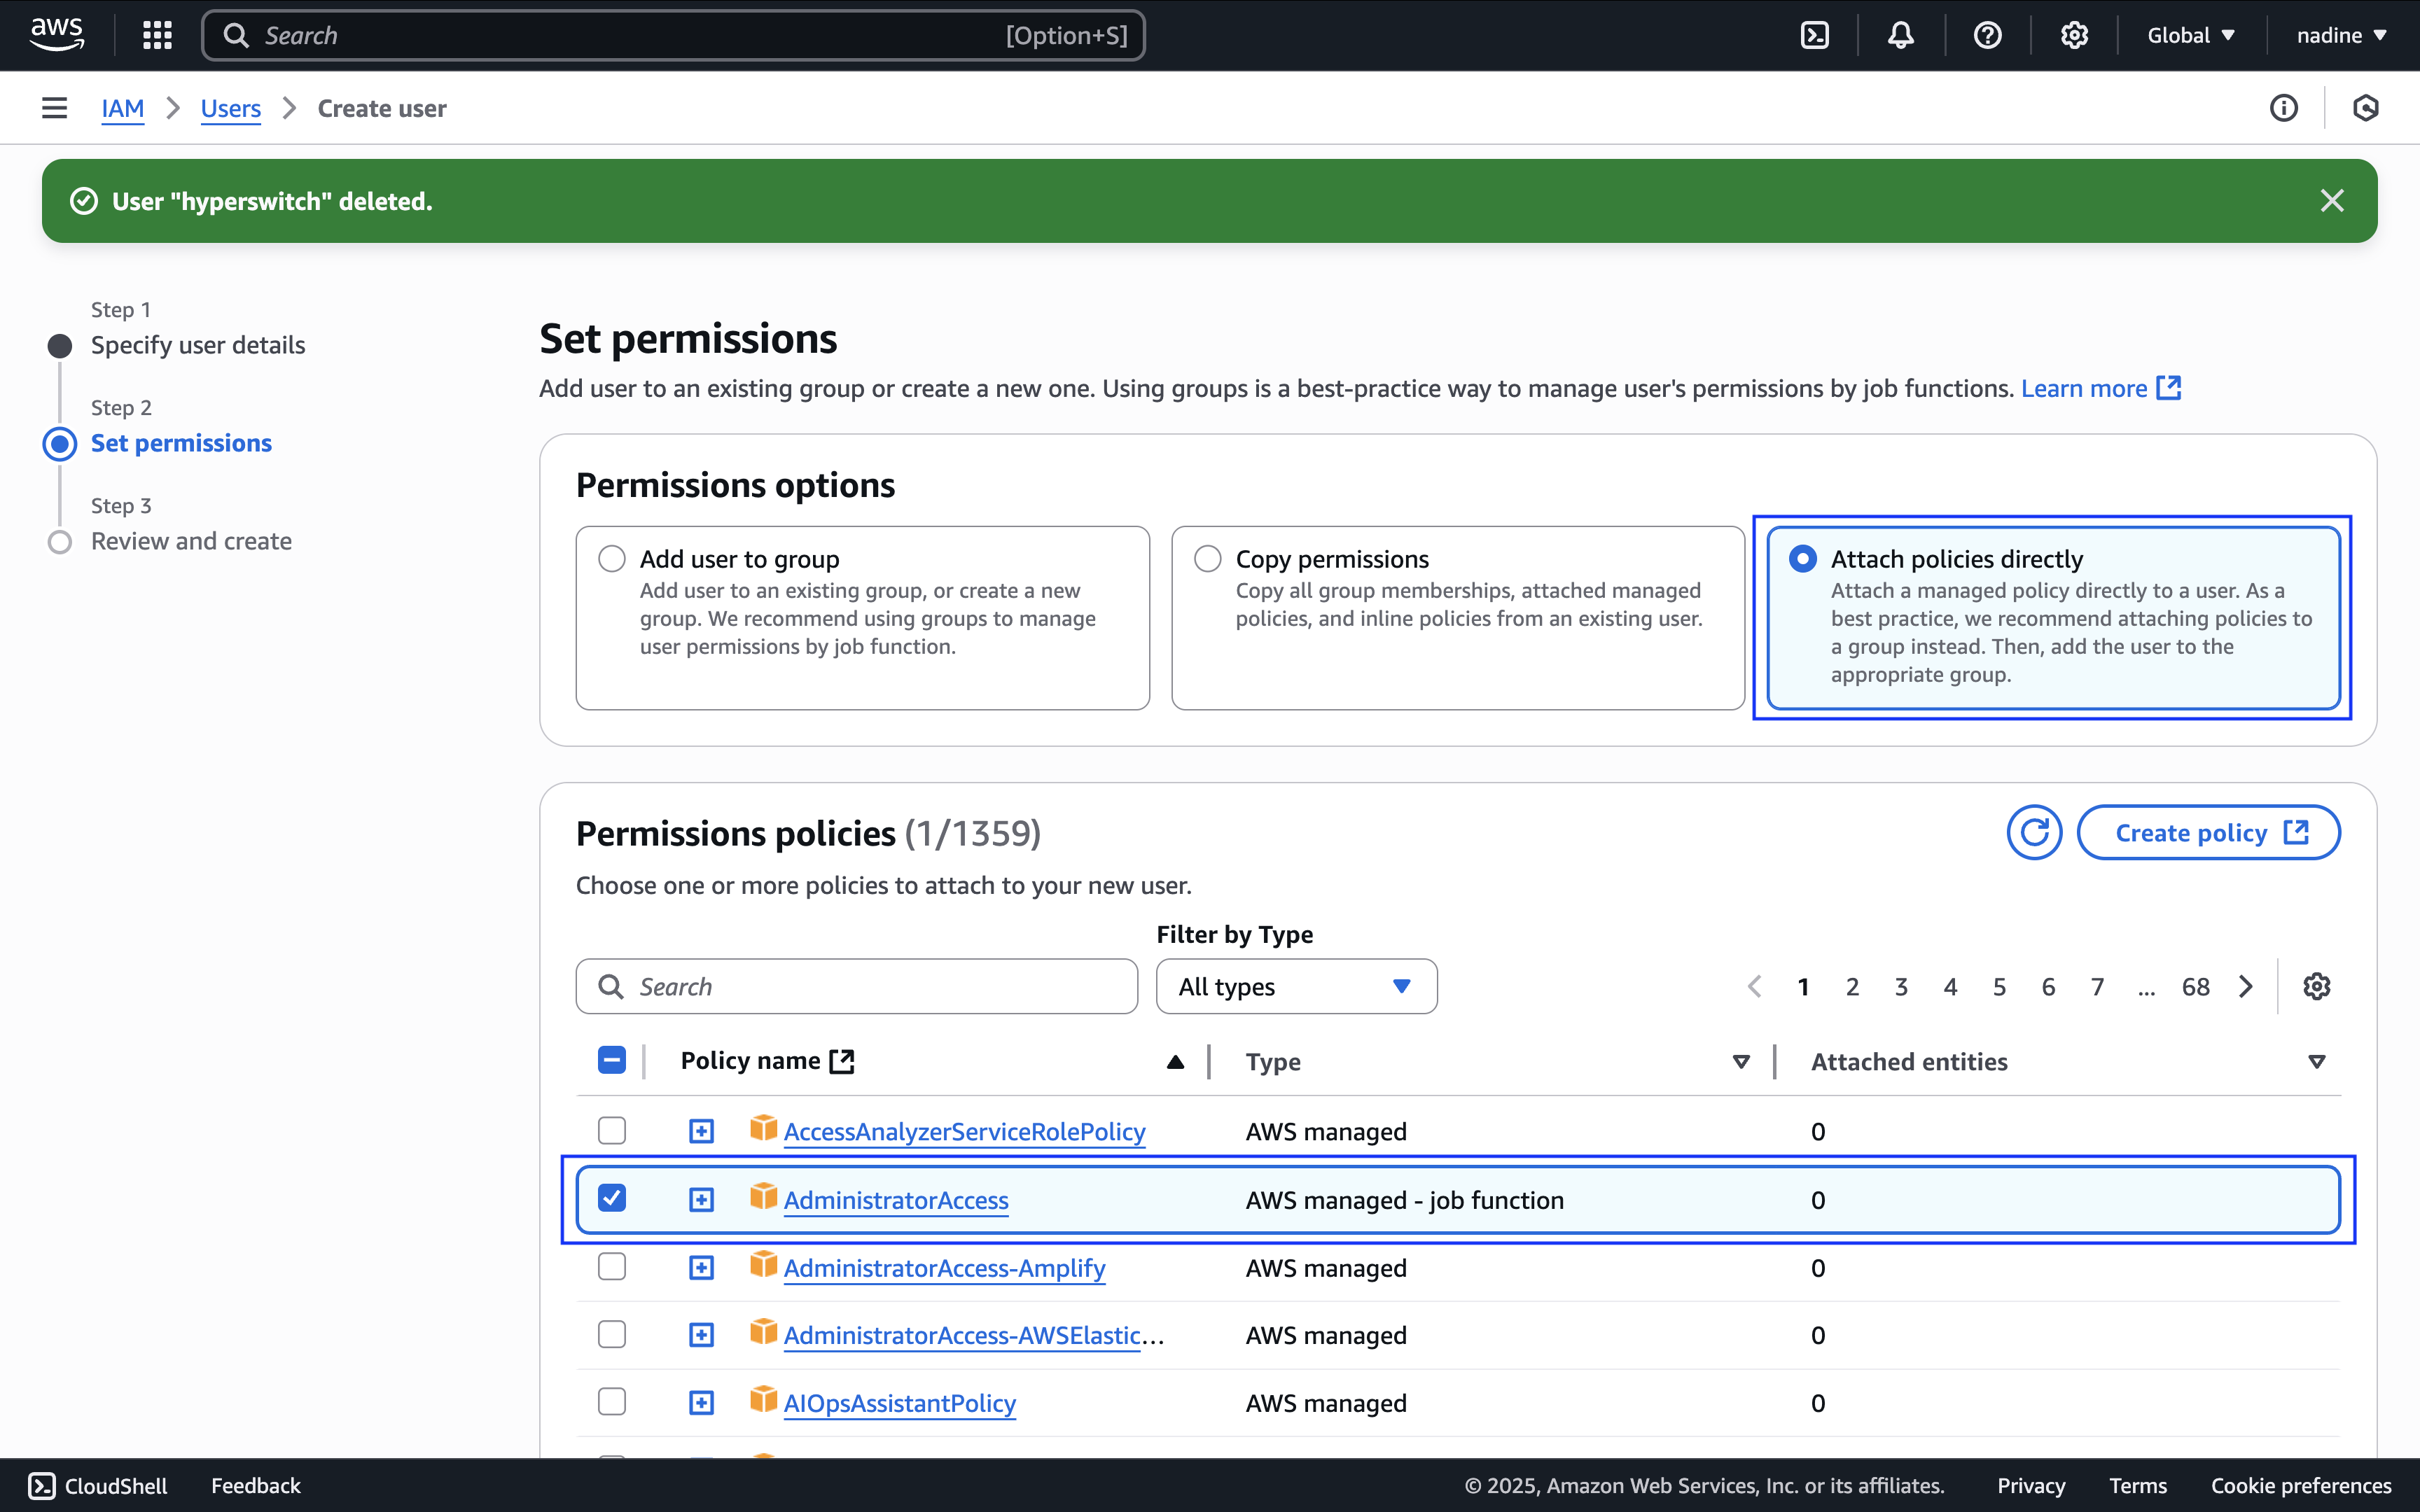 aws
Search
[Option+S]
Global
nadine
IAM
Users
Create user
User "hyperswitch" deleted.
Step 1
Specify user details
Step 2
Set permissions
Step 3
Review and create
Set permissions
Add user to an existing group or create a new one. Using groups is a best-practice way to manage user's permissions by job functions. Learn more
Permissions options
Add user to group
Add user to an existing group, or create a new
group. We recommend using groups to manage
user permissions by job function.
Copy permissions
Copy all group memberships, attached managed
policies, and inline policies from an existing user.
Attach policies directly
Attach a managed policy directly to a user. As a
best practice, we recommend attaching policies to
a group instead. Then, add the user to the
appropriate group.
Permissions policies (1/1359)
Create policy
Choose one or more policies to attach to your new user.
Filter by Type
Search
All types
1 2 3 4 5 6 7 ... 68
Policy name Type Attached entities
AccessAnalyzerServiceRolePolicy AWS managed 0
AdministratorAccess AWS managed - job function 0
AdministratorAccess-Amplify AWS managed 0
AdministratorAccess-AWSElastic... AWS managed 0
AIOpsAssistantPolicy AWS managed 0
CloudShell Feedback © 2025, Amazon Web Services, Inc. or its affiliates. Privacy Terms Cookie preferences